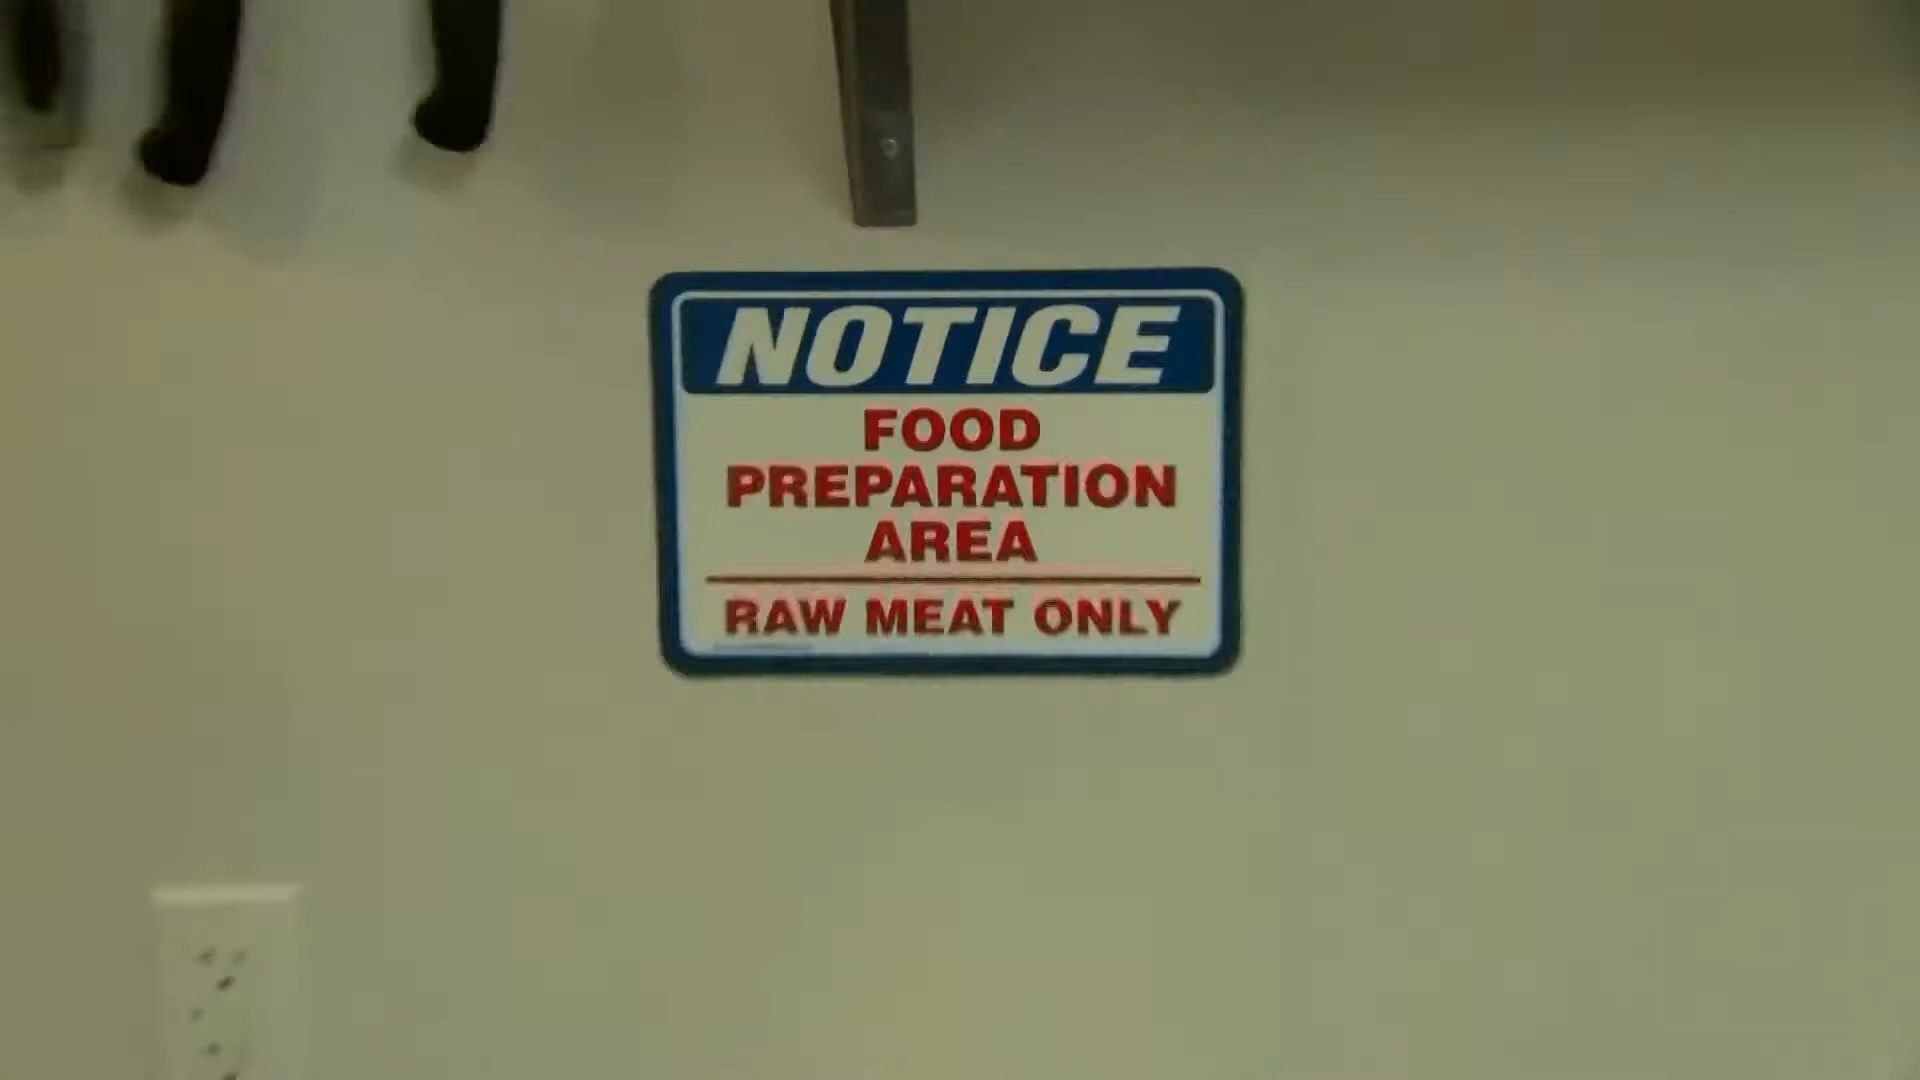 NOTICE
FOOD
PREPARATION
AREA
RAW MEAT ONLY